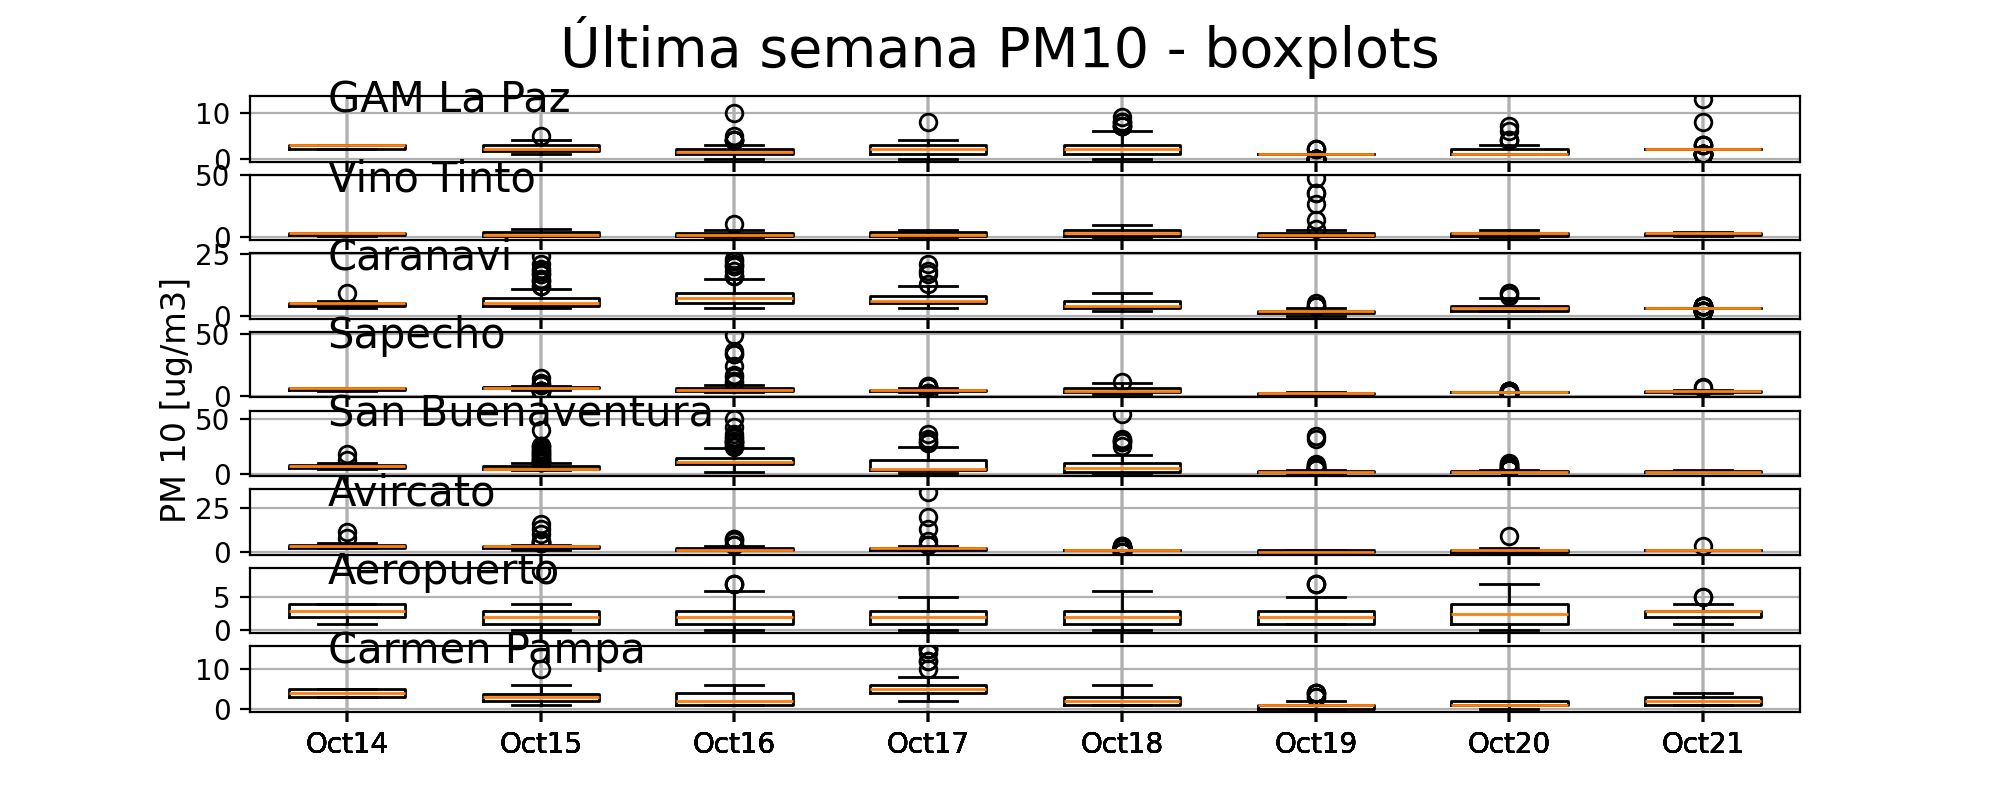 Última semana PM10 - boxplots
GAM La Paz
10
0
Vino Tinto
50
0
Caranavi
25
0
Sapecho
50
0
San Buenaventura
50
0
Avircato
25
0
Aeropuerto
5
0
Carmen Pampa
10
0
PM 10 [ug/m3]
Oct14 Oct15 Oct16 Oct17 Oct18 Oct19 Oct20 Oct21